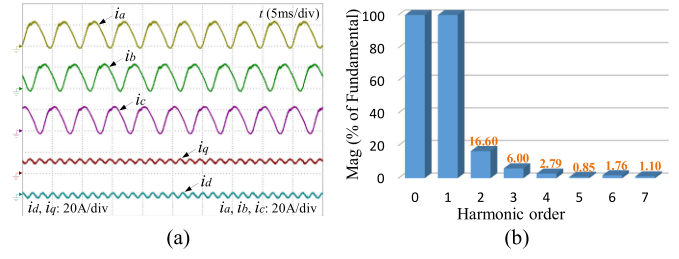 t (5ms/div)
ia
ib
ic
iq
id
id, iq: 20A/div
ia, ib, ic: 20A/div
(a)
Mag (% of Fundamental)
100
80
60
40
20
0
16.60
6.00
2.79
0.85
1.76
1.10
0 1 2 3 4 5 6 7
Harmonic order
(b)